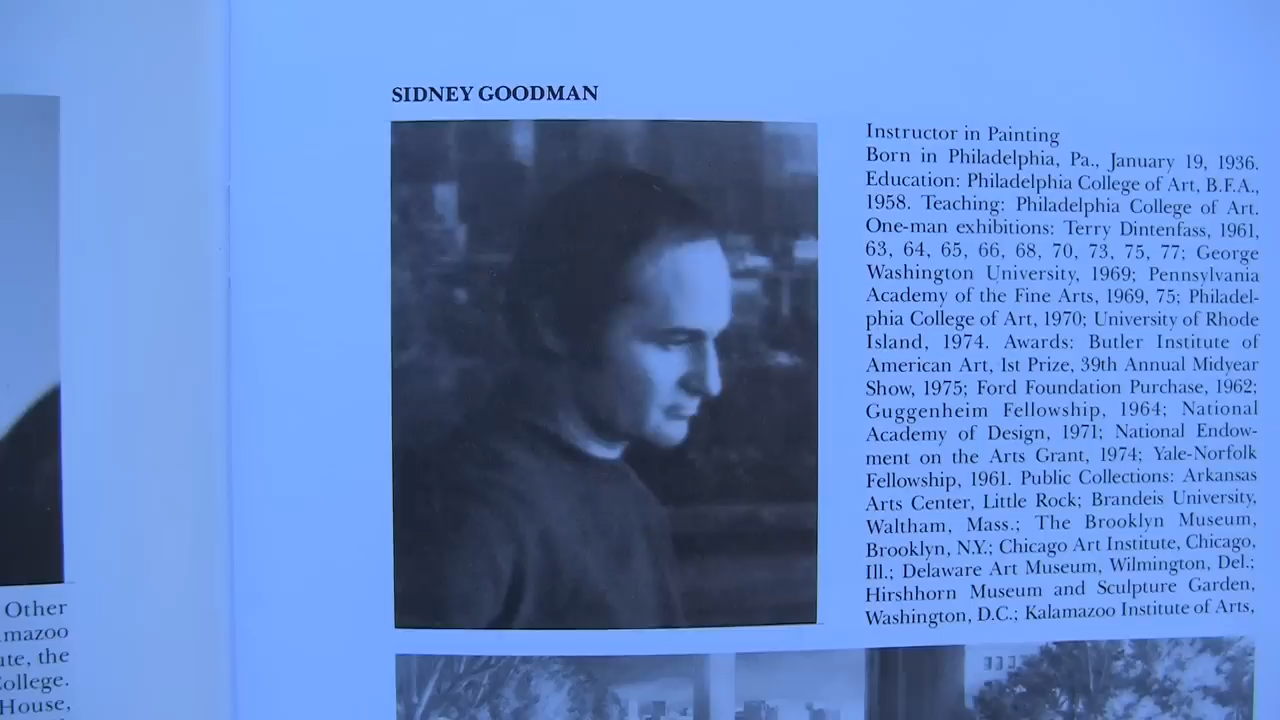 Other
mazoo
ute, the
College.
House,
SIDNEY GOODMAN
Instructor in Painting
Born in Philadelphia, Pa., January 19, 1936.
Education: Philadelphia College of Art, B.F.A.,
1958. Teaching: Philadelphia College of Art.
One-man exhibitions: Terry Dintenfass, 1961,
63, 64, 65, 66, 68, 70, 73, 75, 77; George
Washington University, 1969; Pennsylvania
Academy of the Fine Arts, 1969, 75; Philadel-
phia College of Art, 1970; University of Rhode
Island, 1974. Awards: Butler Institute of
American Art, 1st Prize, 39th Annual Midyear
Show, 1975; Ford Foundation Purchase, 1962;
Guggenheim Fellowship, 1964; National
Academy of Design, 1971; National Endow-
ment on the Arts Grant, 1974; Yale-Norfolk
Fellowship, 1961. Public Collections: Arkansas
Arts Center, Little Rock; Brandeis University,
Waltham, Mass.; The Brooklyn Museum,
Brooklyn, N.Y.; Chicago Art Institute, Chicago,
Ill.; Delaware Art Museum, Wilmington, Del.;
Hirshhorn Museum and Sculpture Garden,
Washington, D.C.; Kalamazoo Institute of Arts,